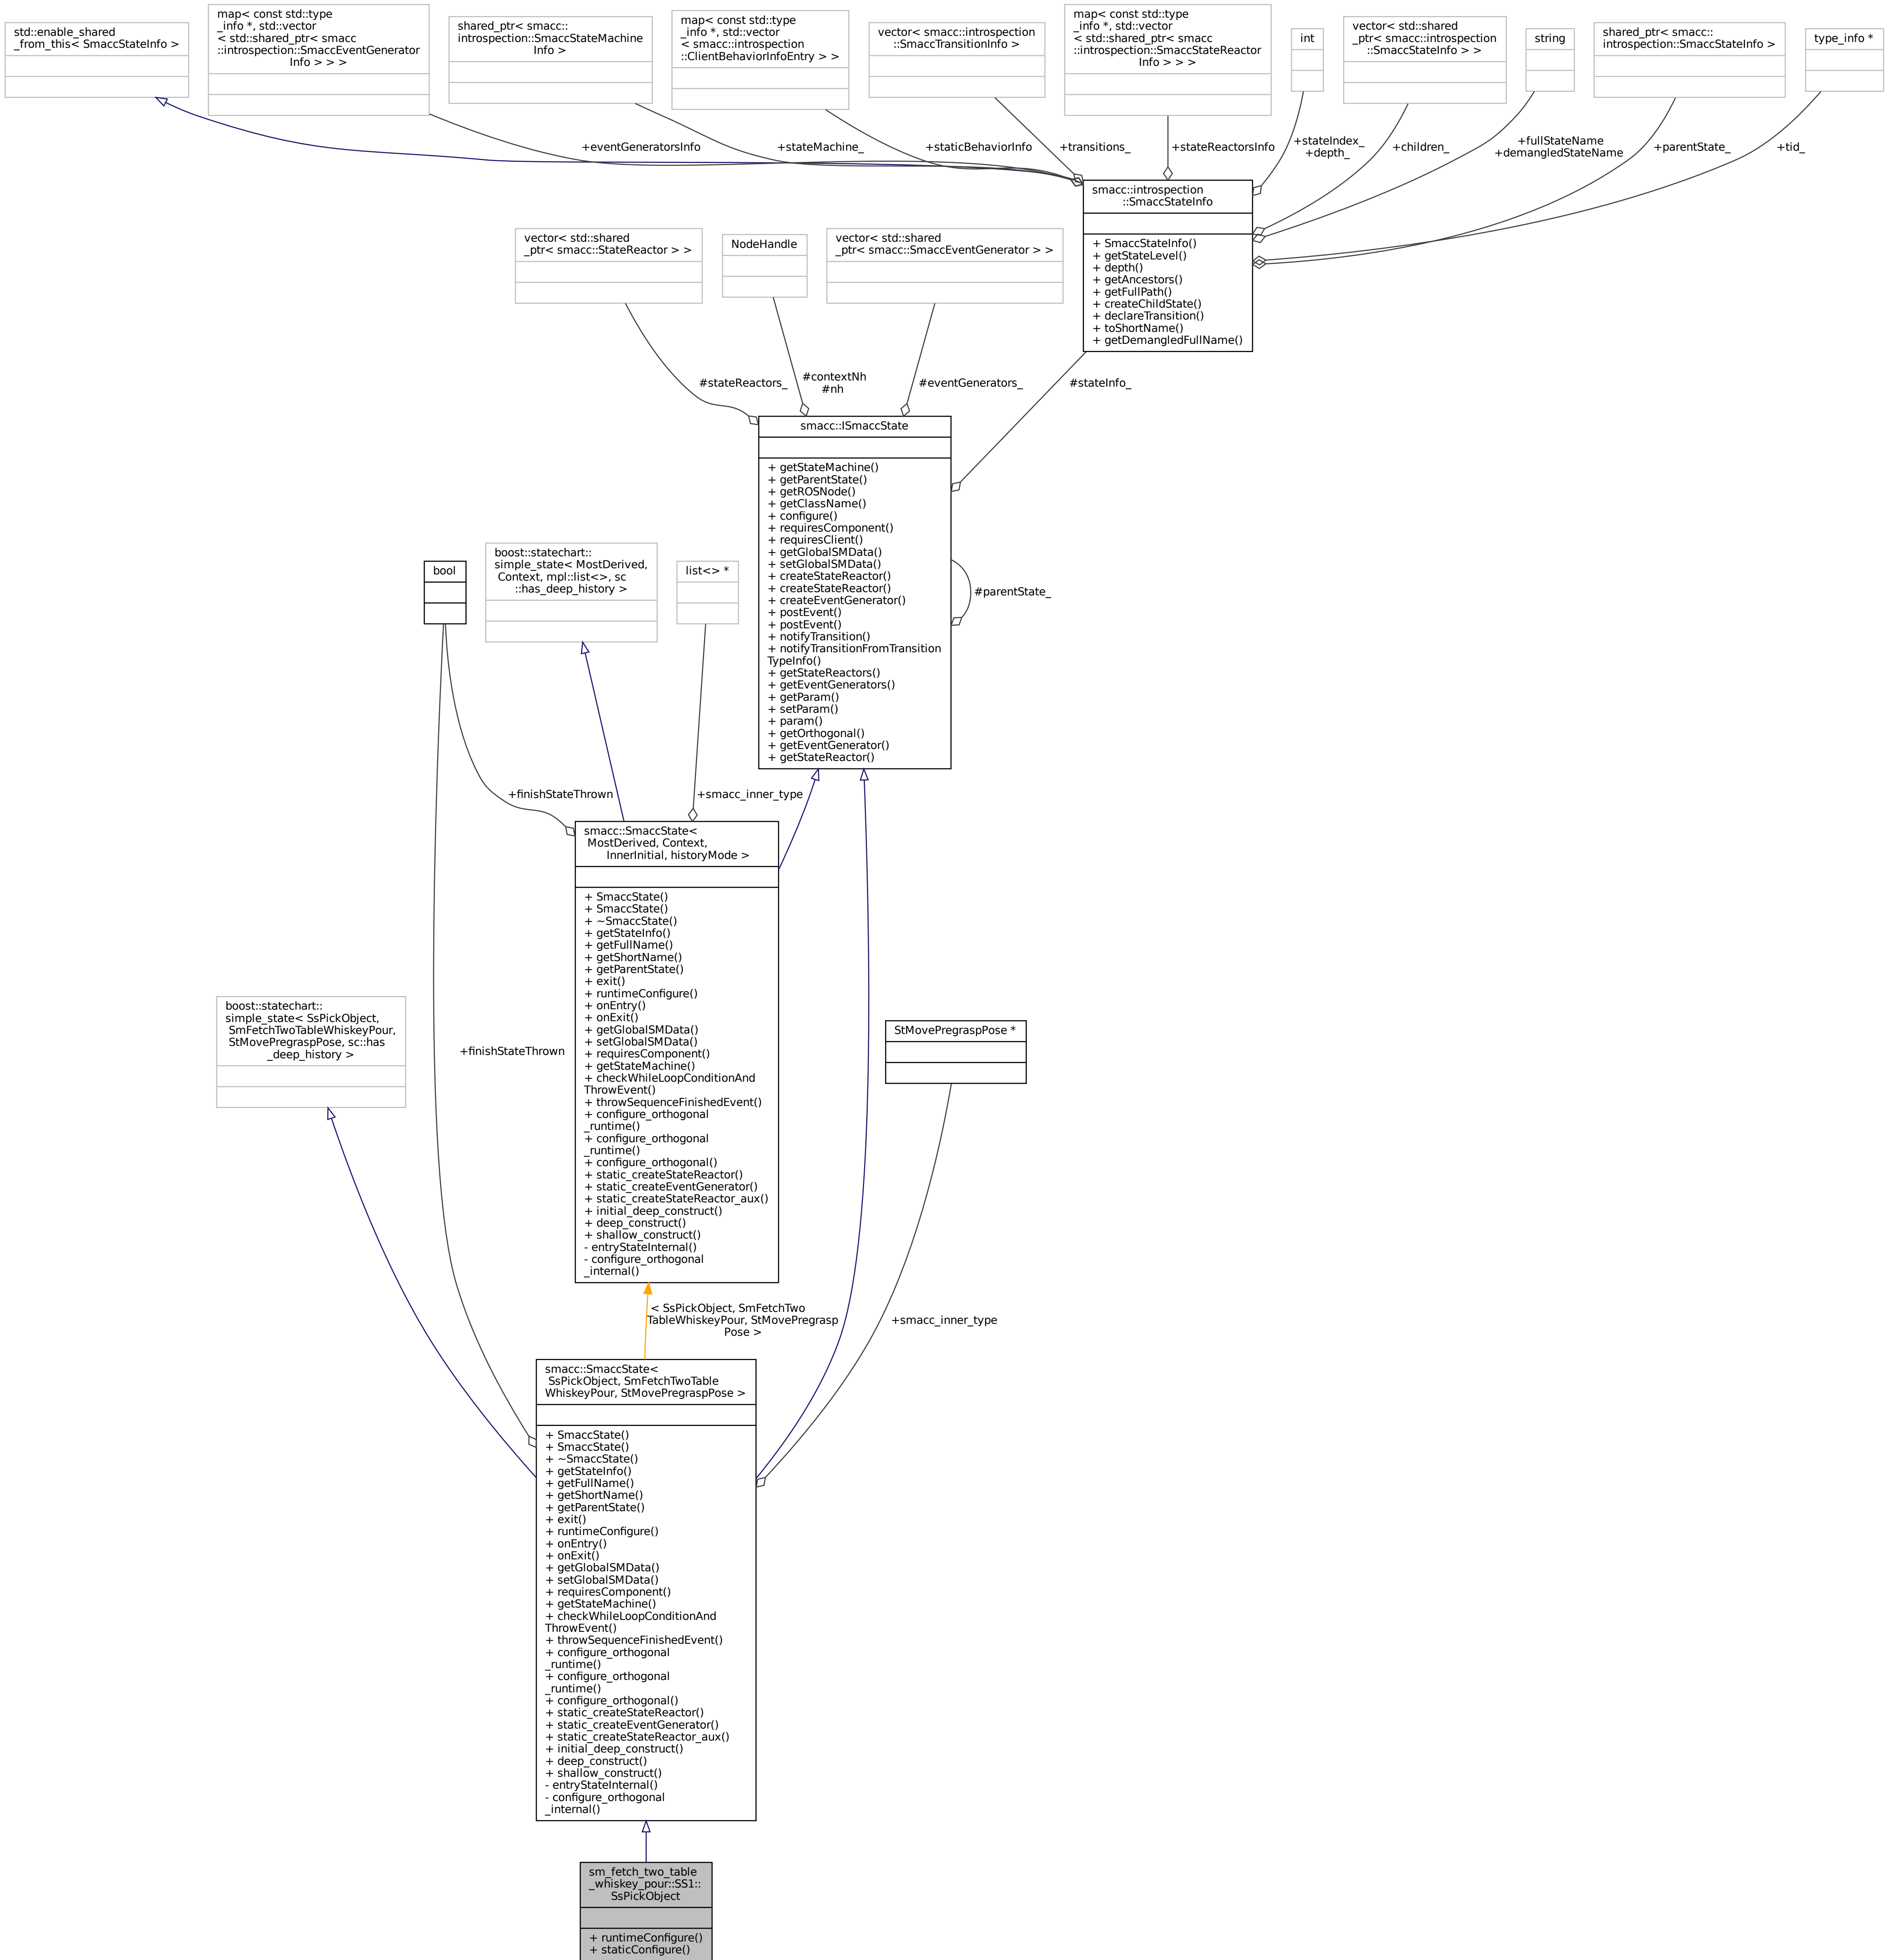 std::enable_shared
_from_this< SmaccStateInfo >
map< const std::type
_info *, std::vector
< std::shared_ptr< smacc
::introspection::SmaccEventGenerator
Info > > >
shared_ptr< smacc::
introspection::SmaccStateMachine
Info >
map< const std::type
_info *, std::vector
< smacc::introspection
::ClientBehaviorInfoEntry > >
vector< smacc::introspection
::SmaccTransitionInfo >
map< const std::type
_info *, std::vector
< std::shared_ptr< smacc
::introspection::SmaccStateReactor
Info > > >
int
vector< std::shared
_ptr< smacc::introspection
::SmaccStateInfo > >
string
shared_ptr< smacc::
introspection::SmaccStateInfo >
type_info *
+eventGeneratorsInfo
+stateMachine_
+staticBehaviorInfo
+transitions_
+stateReactorsInfo
+stateIndex_
+depth_
+children_
+fullStateName
+demangledStateName
+parentState_
+tid_
smacc::introspection
::SmaccStateInfo
+ SmaccStateInfo()
+ getStateLevel()
+ depth()
+ getAncestors()
+ getFullPath()
+ createChildState()
+ declareTransition()
+ toShortName()
+ getDemangledFullName()
vector< std::shared
_ptr< smacc::StateReactor > >
NodeHandle
vector< std::shared
_ptr< smacc::SmaccEventGenerator > >
#stateReactors_
#contextNh
#nh
#eventGenerators_
#stateInfo_
smacc::ISmaccState
+ getStateMachine()
+ getParentState()
+ getROSNode()
+ getClassName()
+ configure()
+ requiresComponent()
+ requiresClient()
+ getGlobalSMData()
+ setGlobalSMData()
+ createStateReactor()
+ createStateReactor()
+ createEventGenerator()
+ postEvent()
+ postEvent()
+ notifyTransition()
+ notifyTransitionFromTransition
TypeInfo()
+ getStateReactors()
+ getEventGenerators()
+ getParam()
+ setParam()
+ param()
+ getOrthogonal()
+ getEventGenerator()
+ getStateReactor()
#parentState_
bool
boost::statechart::
simple_state< MostDerived,
Context, mpl::list<>, sc
::has_deep_history >
list<> *
+finishStateThrown
+smacc_inner_type
smacc::SmaccState<
MostDerived, Context,
InnerInitial, historyMode >
+ SmaccState()
+ SmaccState()
+ ~SmaccState()
+ getStateInfo()
+ getFullName()
+ getShortName()
+ getParentState()
+ exit()
+ runtimeConfigure()
+ onEntry()
+ onExit()
+ getGlobalSMData()
+ setGlobalSMData()
+ requiresComponent()
+ getStateMachine()
+ checkWhileLoopConditionAnd
ThrowEvent()
+ throwSequenceFinishedEvent()
+ configure_orthogonal
_runtime()
+ configure_orthogonal
_runtime()
+ configure_orthogonal()
+ static_createStateReactor()
+ static_createEventGenerator()
+ static_createStateReactor_aux()
+ initial_deep_construct()
+ deep_construct()
+ shallow_construct()
- entryStateInternal()
- configure_orthogonal
_internal()
boost::statechart::
simple_state< SsPickObject,
SmFetchTwoTableWhiskeyPour,
StMovePregraspPose, sc::has
_deep_history >
+finishStateThrown
StMovePregraspPose *
< SsPickObject, SmFetchTwo
TableWhiskeyPour, StMovePregrasp
Pose >
+smacc_inner_type
smacc::SmaccState<
SsPickObject, SmFetchTwoTable
WhiskeyPour, StMovePregraspPose >
+ SmaccState()
+ SmaccState()
+ ~SmaccState()
+ getStateInfo()
+ getFullName()
+ getShortName()
+ getParentState()
+ exit()
+ runtimeConfigure()
+ onEntry()
+ onExit()
+ getGlobalSMData()
+ setGlobalSMData()
+ requiresComponent()
+ getStateMachine()
+ checkWhileLoopConditionAnd
ThrowEvent()
+ throwSequenceFinishedEvent()
+ configure_orthogonal
_runtime()
+ configure_orthogonal
_runtime()
+ configure_orthogonal()
+ static_createStateReactor()
+ static_createEventGenerator()
+ static_createStateReactor_aux()
+ initial_deep_construct()
+ deep_construct()
+ shallow_construct()
- entryStateInternal()
- configure_orthogonal
_internal()
sm_fetch_two_table
_whiskey_pour::SS1::
SsPickObject
+ runtimeConfigure()
+ staticConfigure()